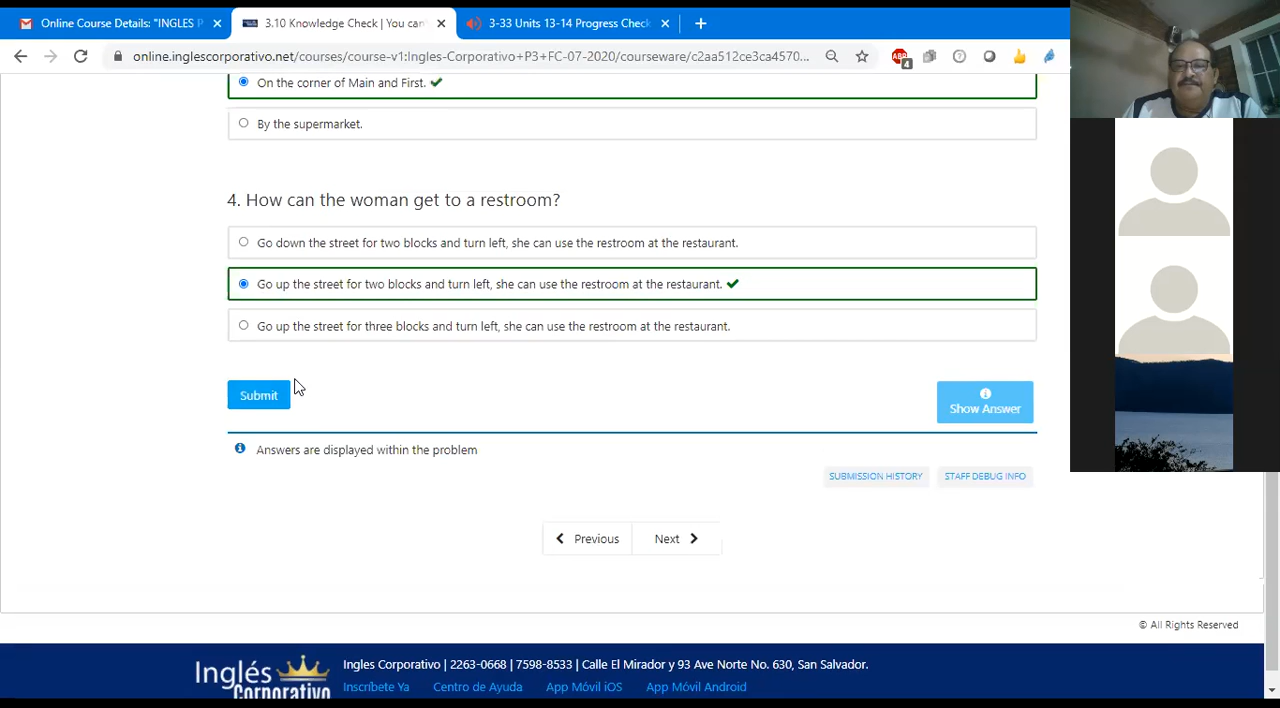 Online Course Details: "INGLES P
3.10 Knowledge Check | You can
3-33 Units 13-14 Progress Check
online.inglescorporativo.net/courses/course-v1:Ingles-Corporativo+P3+FC-07-2020/courseware/c2aa512ce3ca4570...
ABP
4
On the corner of Main and First.
By the supermarket.
4. How can the woman get to a restroom?
Go down the street for two blocks and turn left, she can use the restroom at the restaurant.
Go up the street for two blocks and turn left, she can use the restroom at the restaurant.
Go up the street for three blocks and turn left, she can use the restroom at the restaurant.
Submit
Show Answer
Answers are displayed within the problem
SUBMISSION HISTORY
STAFF DEBUG INFO
Previous
Next
© All Rights Reserved
Inglés
Corporativo
Ingles Corporativo | 2263-0668 | 7598-8533 | Calle El Mirador y 93 Ave Norte No. 630, San Salvador.
Inscríbete Ya
Centro de Ayuda
App Móvil iOS
App Móvil Android